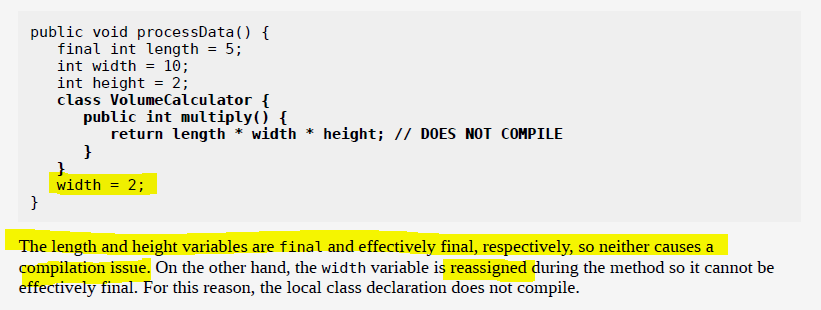 public void processData() {
   final int length = 5;
   int width = 10;
   int height = 2;
   class VolumeCalculator {
      public int multiply() {
         return length * width * height; // DOES NOT COMPILE
      }
   }
   width = 2;
}
The length and height variables are final and effectively final, respectively, so neither causes a
compilation issue. On the other hand, the width variable is reassigned during the method so it cannot be
effectively final. For this reason, the local class declaration does not compile.